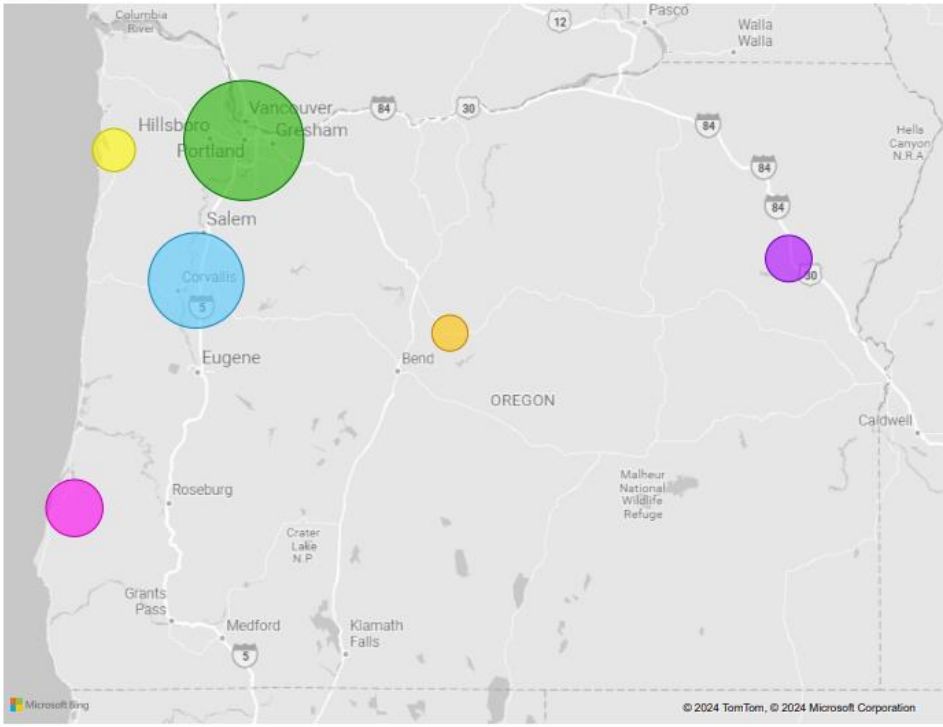 Columbia
River
Pasco
12
Walla
Walla
Vancouver
84
30
Hillsboro
Gresham
84
Portland
Hella
Canyon
N.R.A.
84
84
Salem
Corvallis
30
5
Eugene
Bend
OREGON
Caldwell
Malheur
National
Wildlife
Refuge
Roseburg
Crater
Lake
N.P.
Grants
Pass
Medford
Klamath
Falls
5
Microsoft Bing
© 2024 TomTom, © 2024 Microsoft Corporation